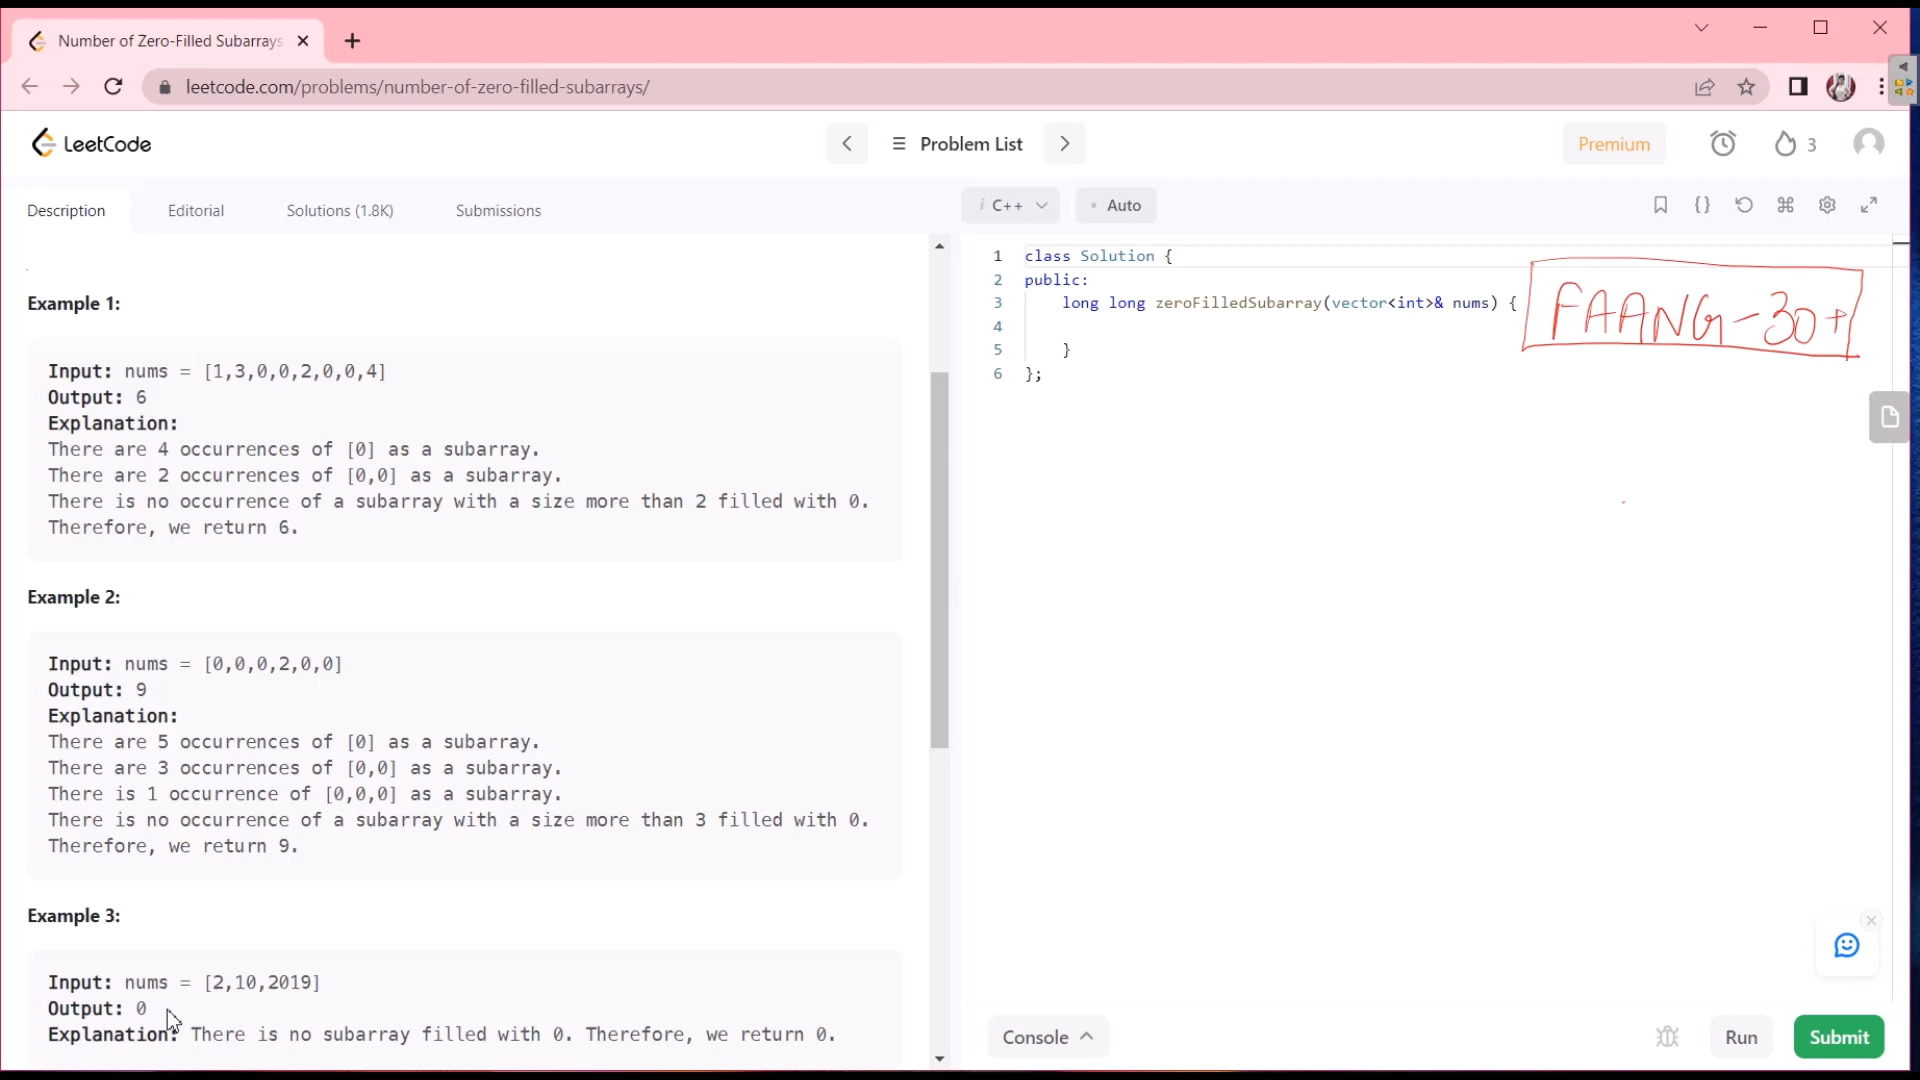 Number of Zero-Filled Subarrays
leetcode.com/problems/number-of-zero-filled-subarrays/
LeetCode
Problem List
Premium
3
Description
Editorial
Solutions (1.8K)
Submissions
i C++
Auto
Example 1:
Input: nums = [1,3,0,0,2,0,0,4]
Output: 6
Explanation:
There are 4 occurrences of [0] as a subarray.
There are 2 occurrences of [0,0] as a subarray.
There is no occurrence of a subarray with a size more than 2 filled with 0.
Therefore, we return 6.
Example 2:
Input: nums = [0,0,0,2,0,0]
Output: 9
Explanation:
There are 5 occurrences of [0] as a subarray.
There are 3 occurrences of [0,0] as a subarray.
There is 1 occurrence of [0,0,0] as a subarray.
There is no occurrence of a subarray with a size more than 3 filled with 0.
Therefore, we return 9.
Example 3:
Input: nums = [2,10,2019]
Output: 0
Explanation: There is no subarray filled with 0. Therefore, we return 0.
1 class Solution {
2 public:
3 long long zeroFilledSubarray(vector<int>& nums) {
4
5 }
6 };
FAANG-30+
Console
Run
Submit